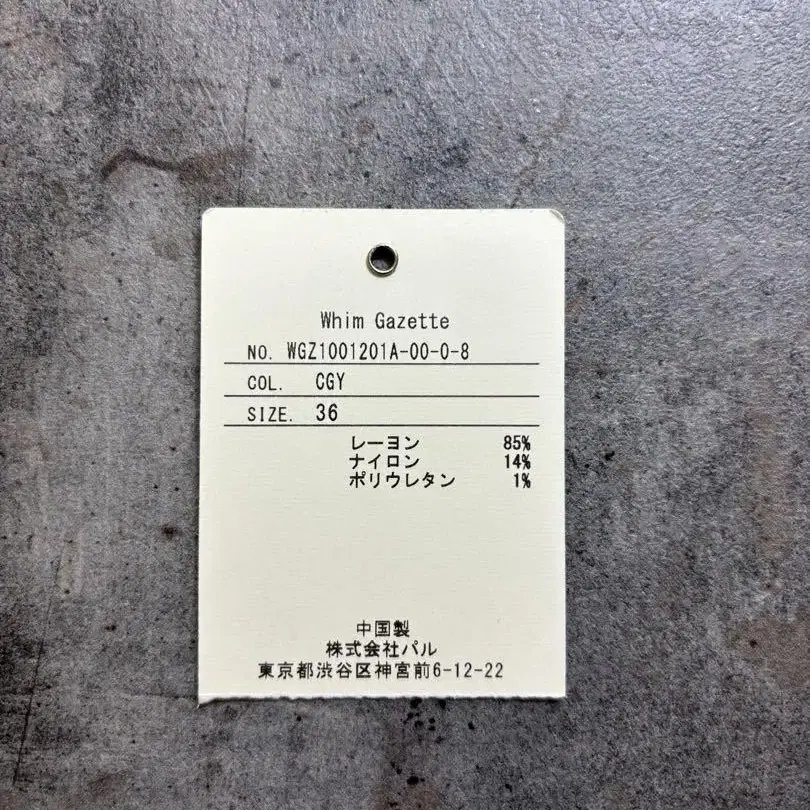 Whim Gazette
NO. WGZ1001201A-00-0-8
COL. CGY
SIZE. 36
レーヨン 85%
ナイロン 14%
ポリウレタン 1%
中国製
株式会社パル
東京都渋谷区神宮前6-12-22